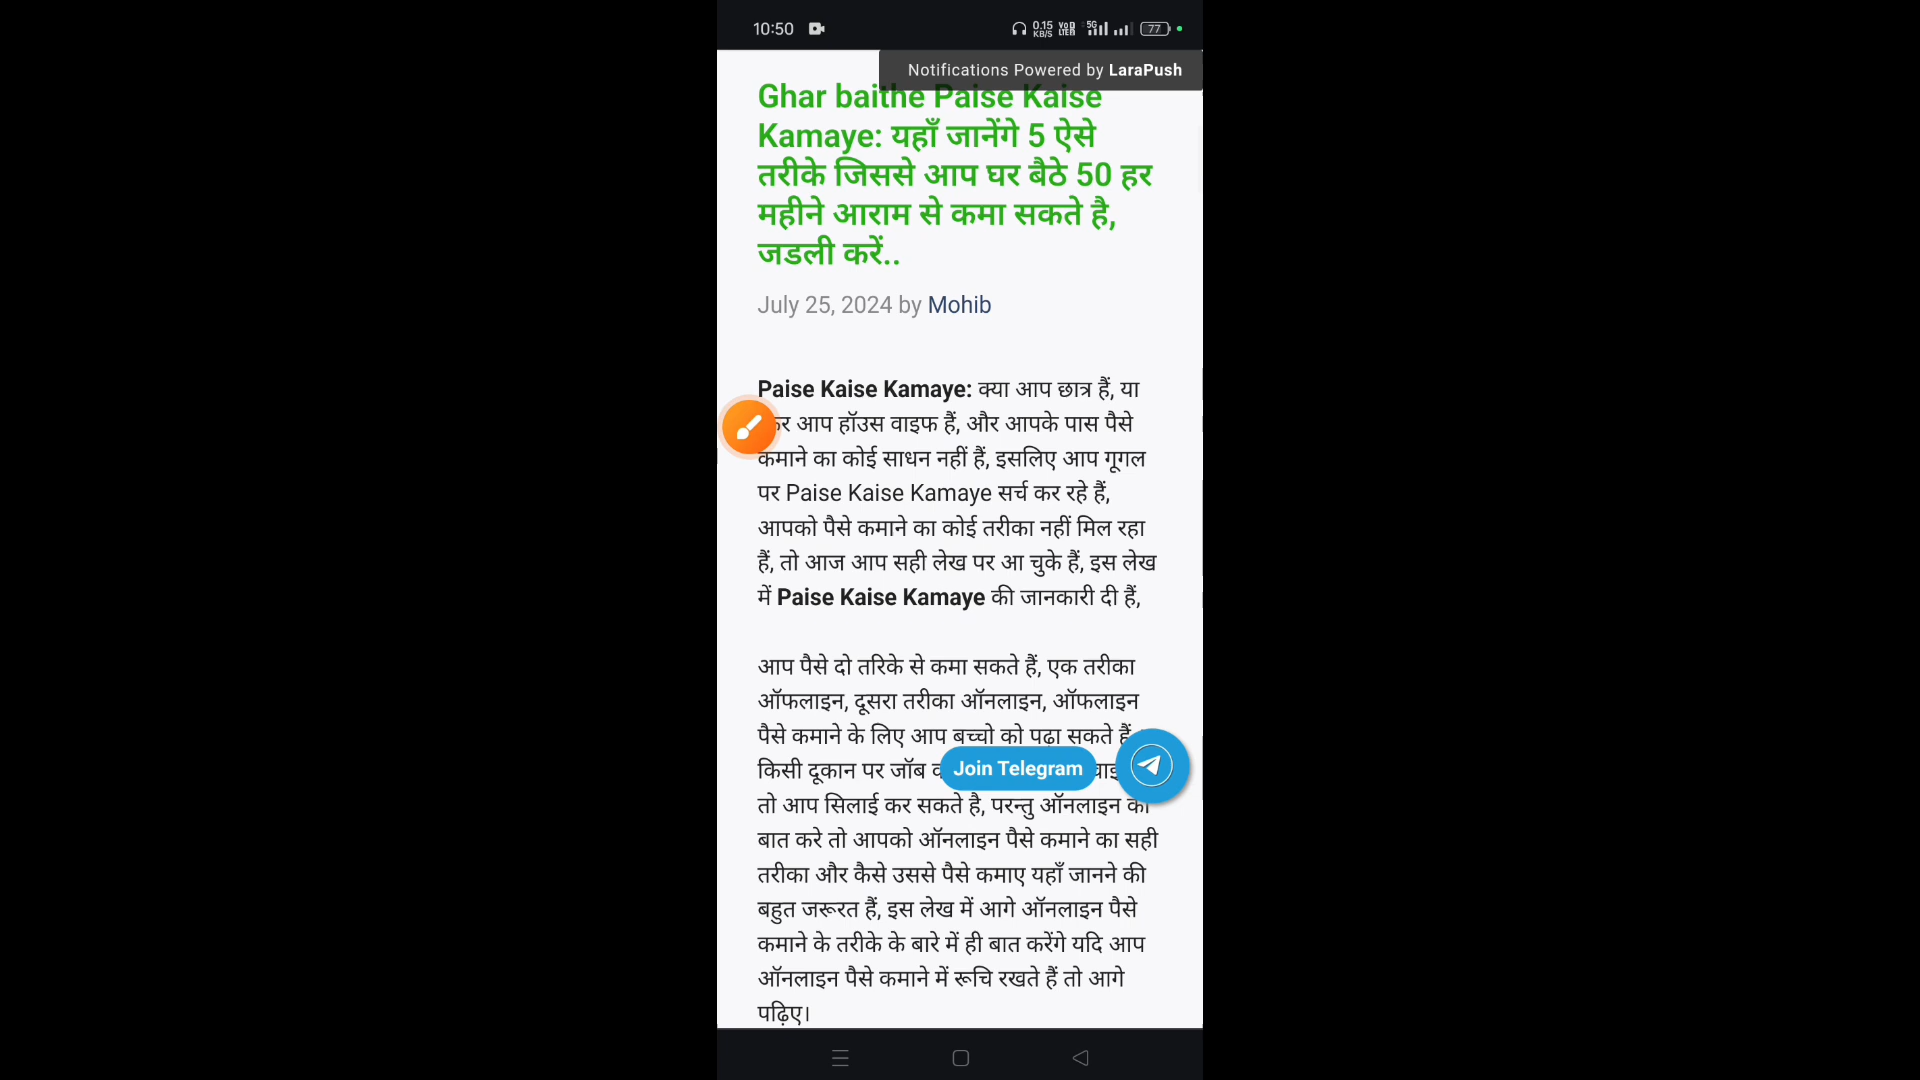 10:50
0.15 KB/S
5G
77
Notifications Powered by LaraPush
Ghar baithe Paise Kaise
Kamaye: यहाँ जानेंगे 5 ऐसे
तरीके जिससे आप घर बैठे 50 हर
महीने आराम से कमा सकते है,
जडली करें..
July 25, 2024 by Mohib
Paise Kaise Kamaye: क्या आप छात्र हैं, या
आप हॉउस वाइफ हैं, और आपके पास पैसे
कमाने का कोई साधन नहीं हैं, इसलिए आप गूगल
पर Paise Kaise Kamaye सर्च कर रहे हैं,
आपको पैसे कमाने का कोई तरीका नहीं मिल रहा
हैं, तो आज आप सही लेख पर आ चुके हैं, इस लेख
में Paise Kaise Kamaye की जानकारी दी हैं,
आप पैसे दो तरिके से कमा सकते हैं, एक तरीका
ऑफलाइन, दूसरा तरीका ऑनलाइन, ऑफलाइन
पैसे कमाने के लिए आप बच्चो को पढ़ा सकते हैं
किसी दूकान पर जॉब
Join Telegram
तो आप सिलाई कर सकते है, परन्तु ऑनलाइन की
बात करे तो आपको ऑनलाइन पैसे कमाने का सही
तरीका और कैसे उससे पैसे कमाए यहाँ जानने की
बहुत जरूरत हैं, इस लेख में आगे ऑनलाइन पैसे
कमाने के तरीके के बारे में ही बात करेंगे यदि आप
ऑनलाइन पैसे कमाने में रूचि रखते हैं तो आगे
पढ़िए।